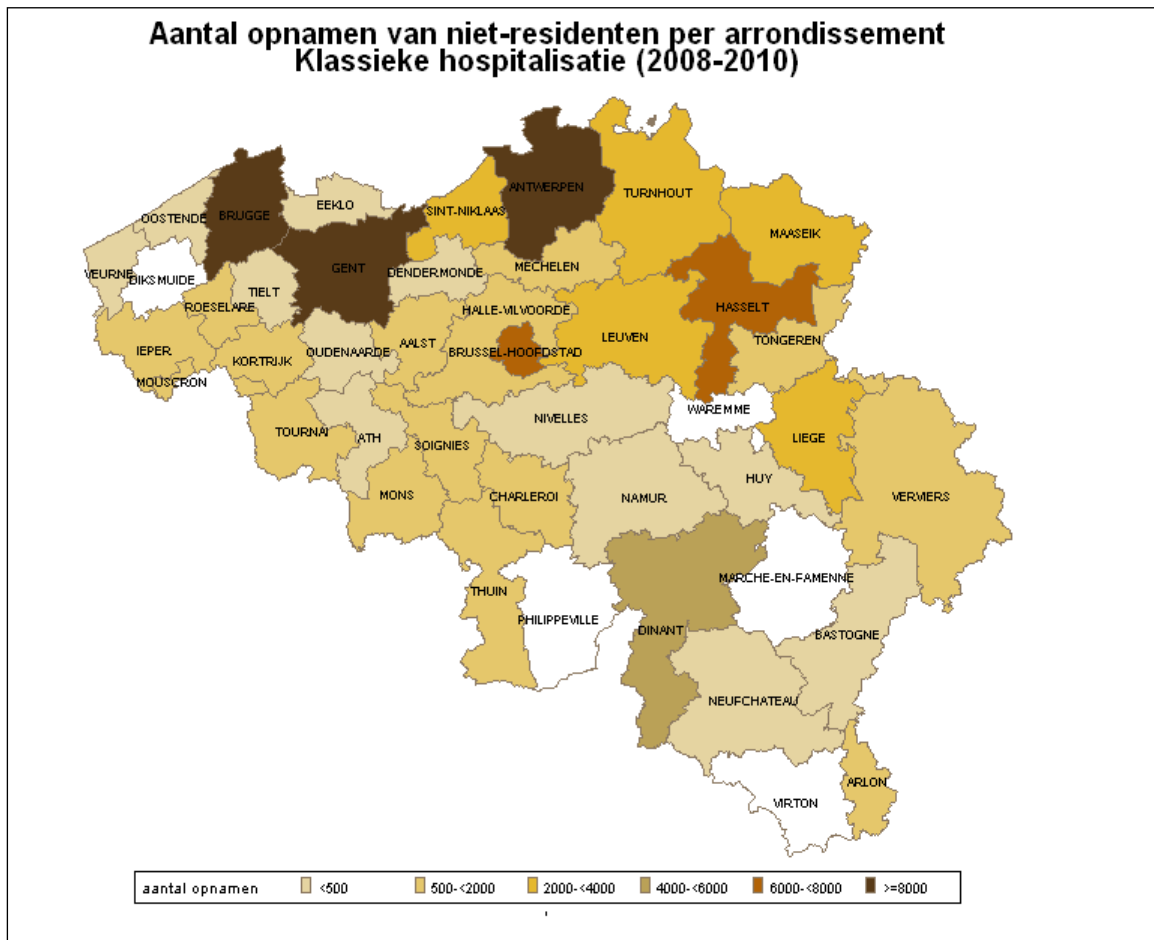 Aantal opnamen van niet-residenten per arrondissement
Klassieke hospitalisatie (2008-2010)
ANTWERPEN
TURNHOUT
EEKLO
SINT-NIKLAAS
OOSTENDE
BRUGGE
MAASEIK
GENT
MECHELEN
DENDERMONDE
VEURNE
DIKSMUIDE
TIELT
ROESELARE
HALLE-VILVOORDE
HASSELT
LEUVEN
AALST
TONGEREN
IEPER
OUDENAARDE
BRUSSEL-HOOFDSTAD
KORTRIJK
MOUSCRON
WAREMME
NIVELLES
TOURNAI
ATH
LIEGE
SOIGNIES
HUY
MONS
CHARLEROI
NAMUR
VERVIERS
MARCHE-EN-FAMENNE
THUIN
PHILIPPEVILLE
DINANT
BASTOGNE
NEUFCHATEAU
ARLON
VIRTON
aantal opnamen <500 500-<2000 2000-<4000 4000-<6000 6000-<8000 >=8000